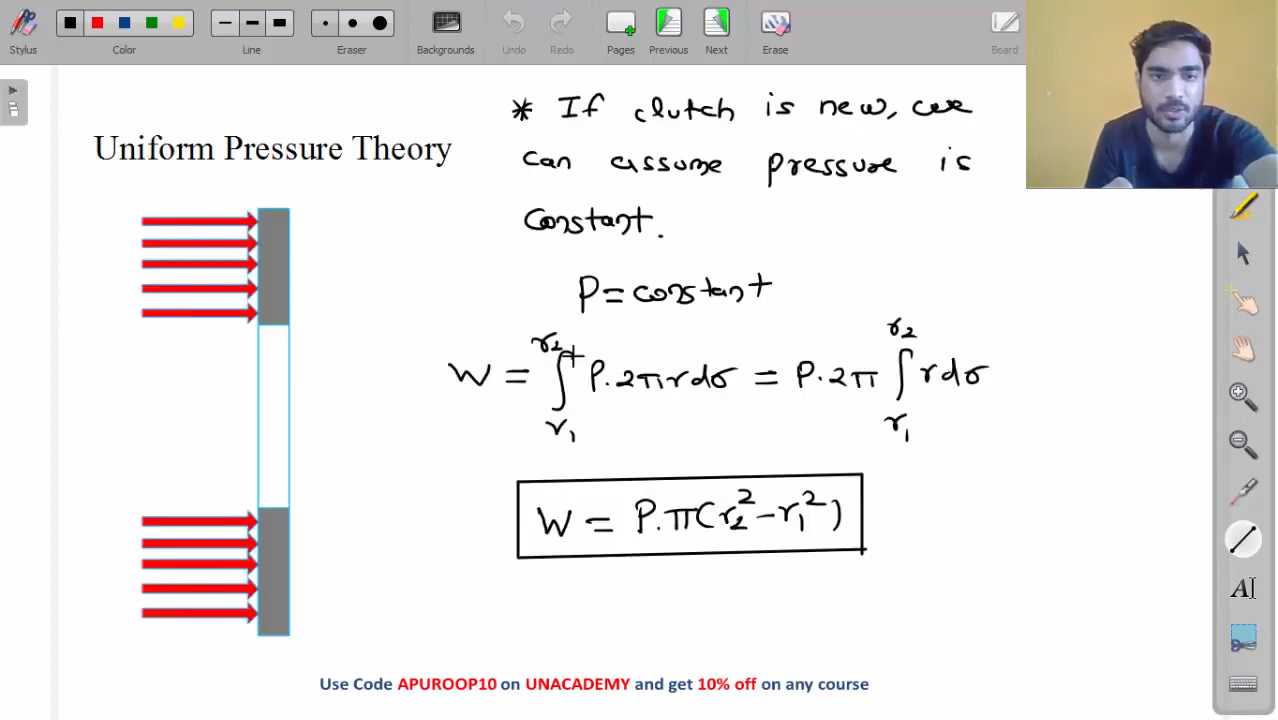 Stylus
Color
Line
Eraser
Backgrounds
Undo
Redo
Pages
Previous
Next
Erase
Board
Uniform Pressure Theory
* If clutch is new, we
can assume pressure is
constant.
P = constant
W = ∫_{r₁}^{r₂} P.2πrdr = P.2π ∫_{r₁}^{r₂} rdr
W = P.π(r₂² - r₁²)
Use Code APUROOP10 on UNACADEMY and get 10% off on any course